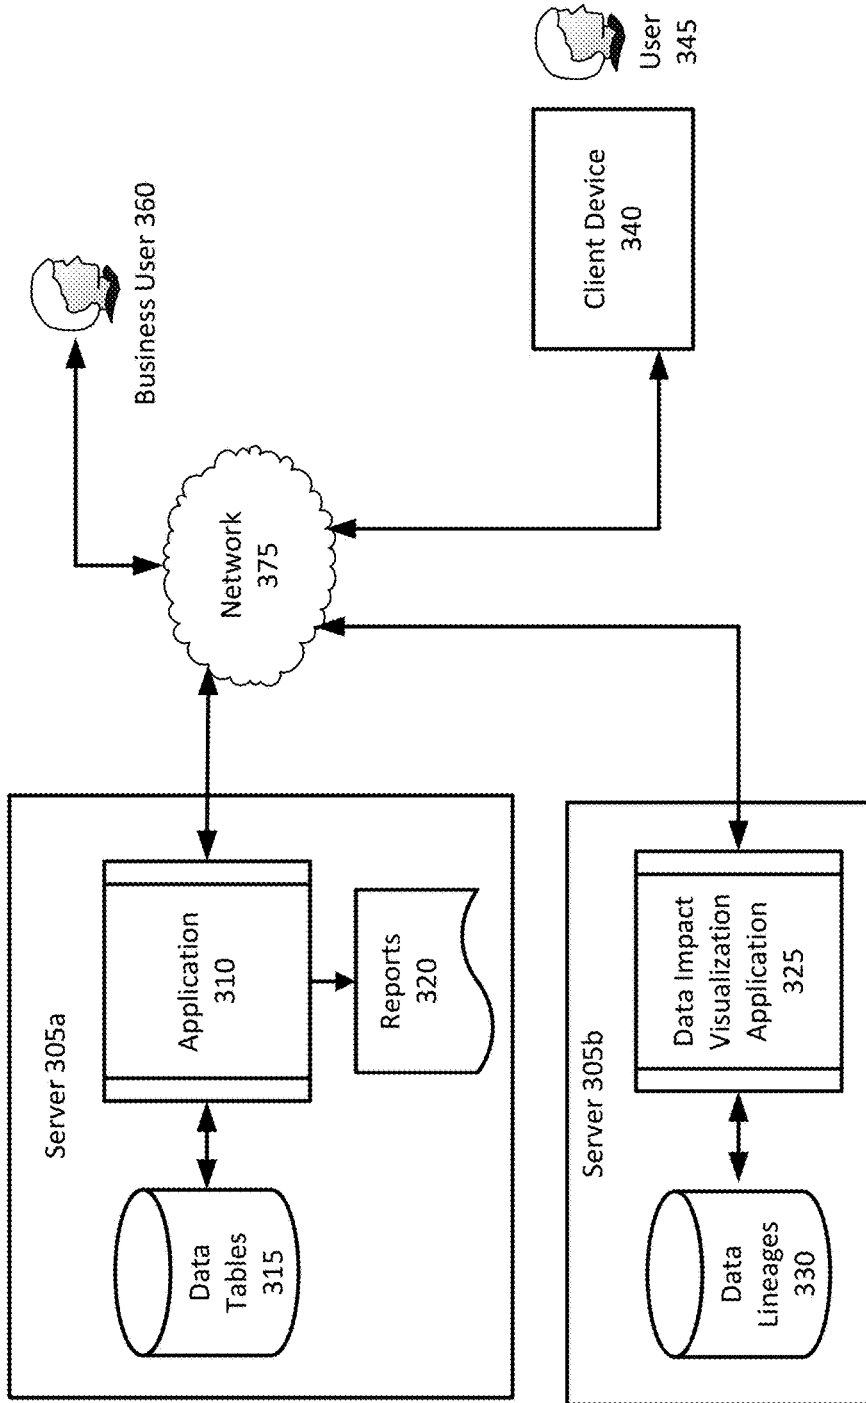 Server 305a
Data
Tables
315
Application
310
Reports
320
Network
375
Business User 360
Server 305b
Data
Lineages
330
Data Impact
Visualization
Application
325
Client Device
340
User
345